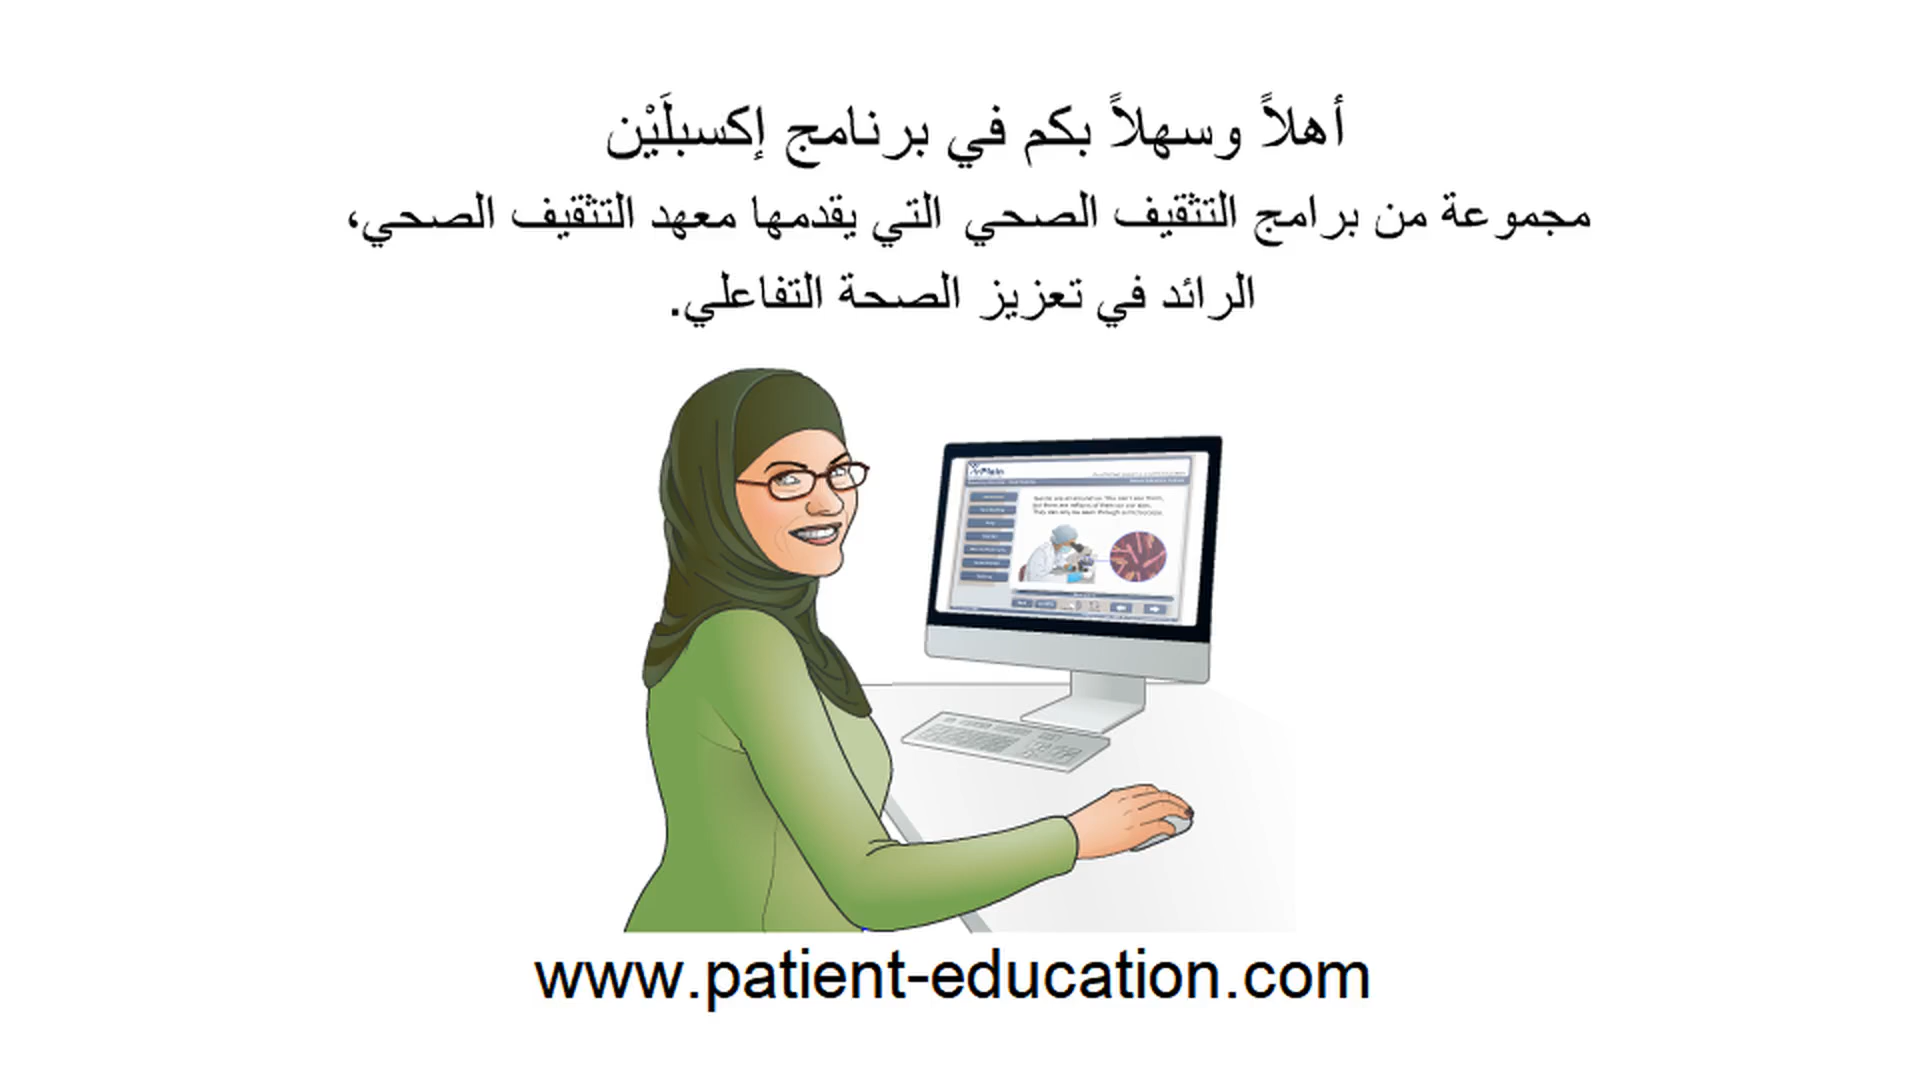 أهلاً وسهلاً بكم في برنامج إكسبلَيْن
مجموعة من برامج التثقيف الصحي التي يقدمها معهد التثقيف الصحي،
الرائد في تعزيز الصحة التفاعلي.
www.patient-education.com